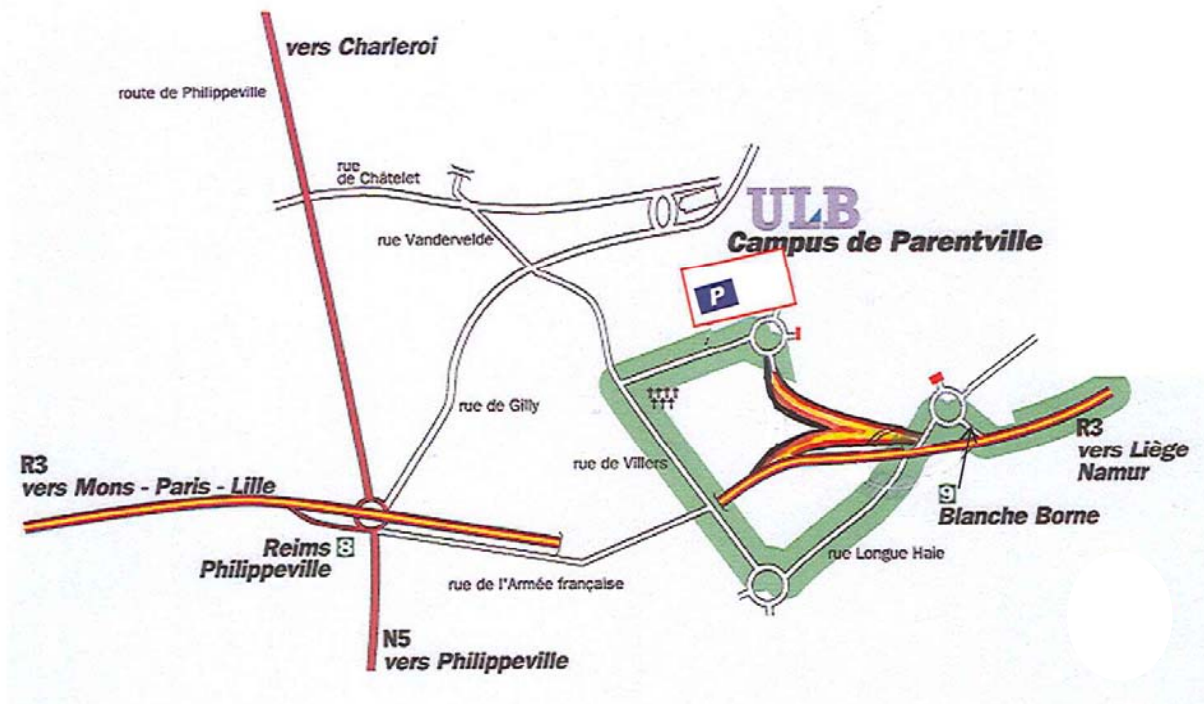 vers Charleroi
route de Philippeville
rue
de Châtelet
rue Vandervelde
ULB
Campus de Parentville
P
rue de Gilly
rue de Villers
R3
vers Mons - Paris - Lille
R3
vers Liège
Namur
9
Blanche Borne
Reims 8
Philippeville
rue Longue Haie
rue de l'Armée française
N5
vers Philippeville